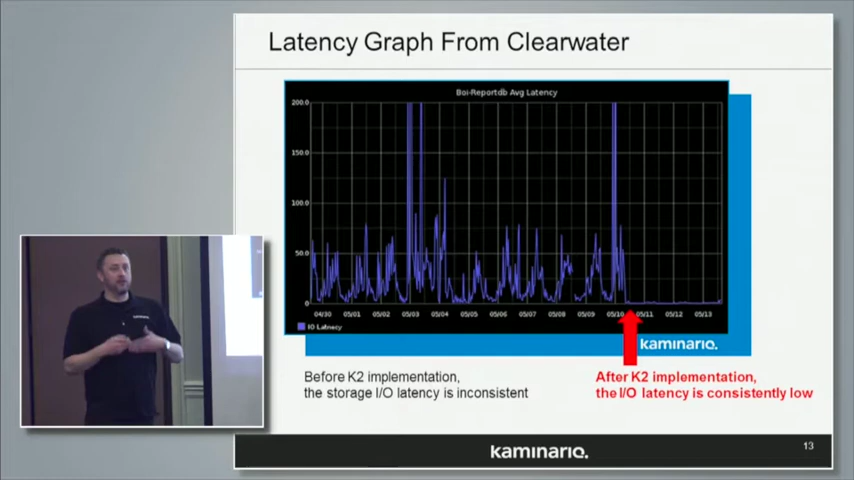 Latency Graph From Clearwater
Boi-Reportdb Avg Latency
200.0
150.0
100.0
50.0
0
04/30 05/01 05/02 05/03 05/04 05/05 05/06 05/07 05/08 05/09 05/10 05/11 05/12 05/13
IO Latency
kaminario.
Before K2 implementation,
the storage I/O latency is inconsistent
After K2 implementation,
the I/O latency is consistently low
kaminario.
13